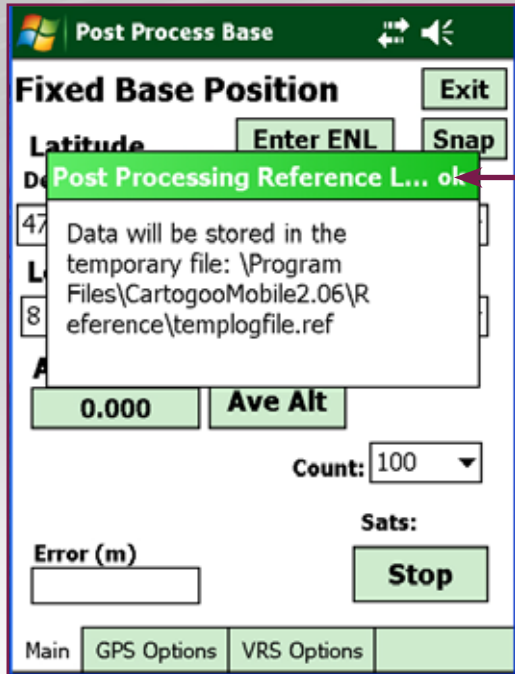 Post Process Base
Fixed Base Position
Exit
Latitude
Enter ENL
Snap
Post Processing Reference L... ok
47
Data will be stored in the
temporary file: \Program
Files\CartogooMobile2.06\R
eference\templogfile.ref
8
0.000
Ave Alt
Count: 100
Sats:
Error (m)
Stop
Main GPS Options VRS Options